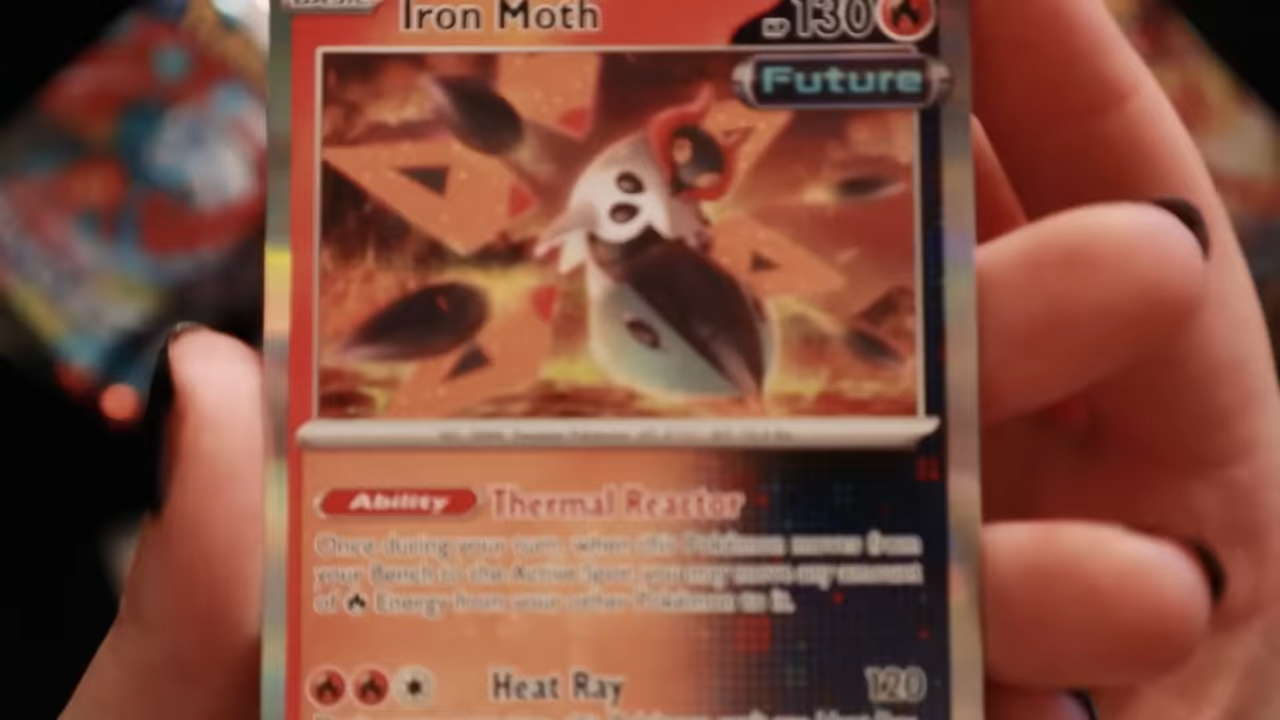 BASIC
Iron Moth
HP 130
Future
Ability Thermal Reactor
Once during your turn, when this Pokémon moves from
your Bench to the Active Spot, you may move any amount
of Energy from your other Pokémon to it.
Heat Ray 120